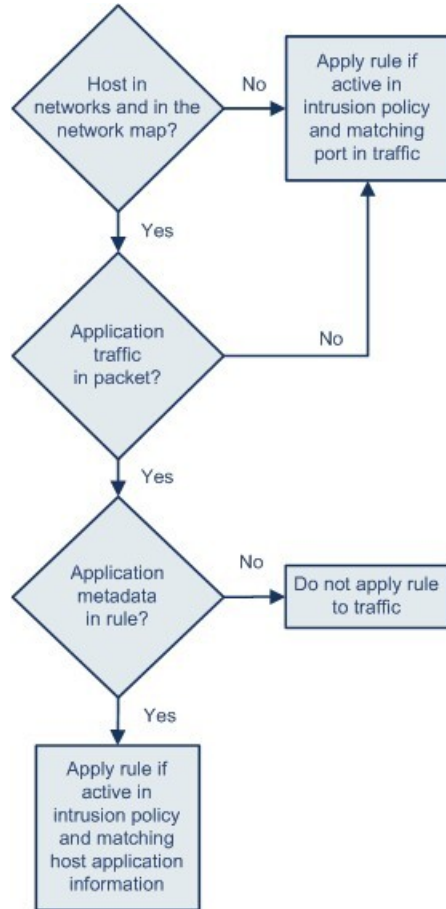 Host in
networks and in the
network map?
No
Apply rule if
active in
intrusion policy
and matching
port in traffic
Yes
Application
traffic
in packet?
No
Yes
Application
metadata
in rule?
No
Do not apply rule
to traffic
Yes
Apply rule if
active in
intrusion policy
and matching
host application
information